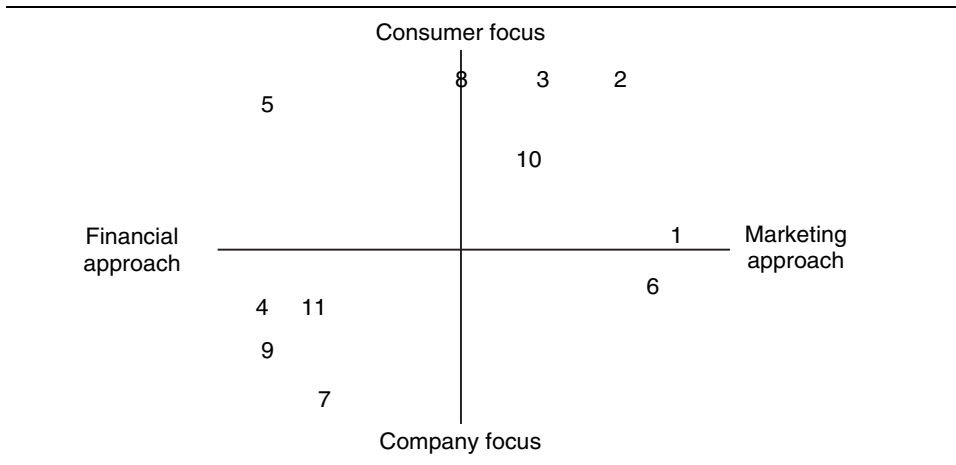 Consumer focus
8 3 2
5
10
1
Financial
approach
Marketing
approach
6
4 11
9
7
Company focus